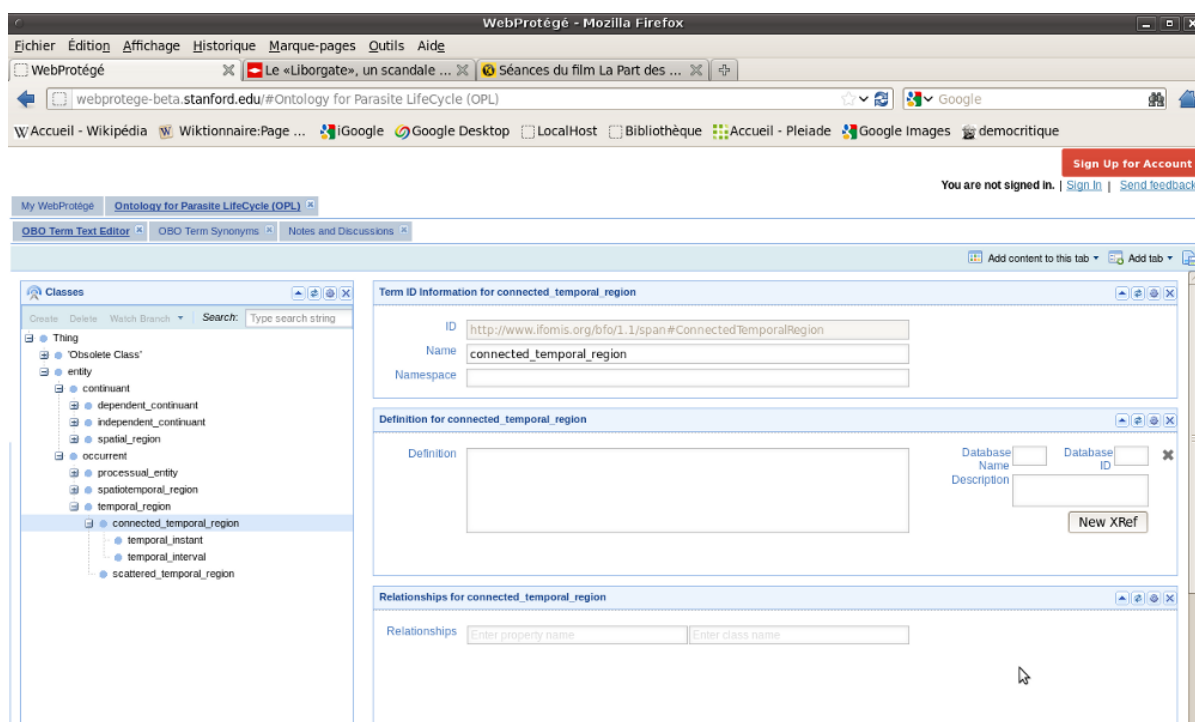 WebProtégé - Mozilla Firefox
Fichier Édition Affichage Historique Marque-pages Outils Aide
WebProtégé Le «Liborgate», un scandale ... Séances du film La Part des ...
webprotege-beta.stanford.edu/#Ontology for Parasite LifeCycle (OPL) Google
Accueil - Wikipédia Wiktionnaire:Page ... iGoogle Google Desktop LocalHost Bibliothèque Accueil - Pleiade Google Images democritique
Sign Up for Account
You are not signed in. | Sign In | Send feedback
My WebProtégé Ontology for Parasite LifeCycle (OPL)
OBO Term Text Editor OBO Term Synonyms Notes and Discussions
Add content to this tab Add tab
Classes
Create Delete Watch Branch Search: Type search string
Thing
'Obsolete Class'
entity
continuant
dependent_continuant
independent_continuant
spatial_region
occurrent
processual_entity
spatiotemporal_region
temporal_region
connected_temporal_region
temporal_instant
temporal_interval
scattered_temporal_region
Term ID Information for connected_temporal_region
ID http://www.ifomis.org/bfo/1.1/span#ConnectedTemporalRegion
Name connected_temporal_region
Namespace
Definition for connected_temporal_region
Definition
Database Name Database ID
Description
New XRef
Relationships for connected_temporal_region
Relationships Enter property name Enter class name